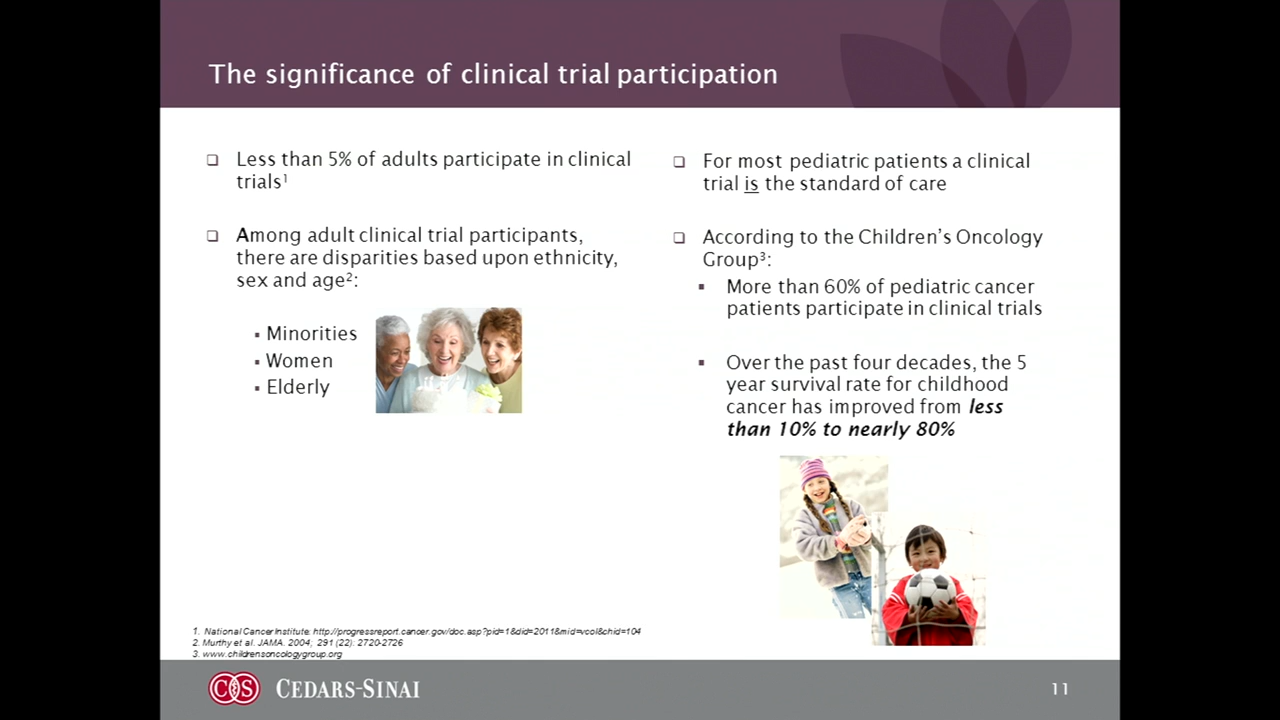 The significance of clinical trial participation
❑ Less than 5% of adults participate in clinical
trials¹
❑ Among adult clinical trial participants,
there are disparities based upon ethnicity,
sex and age²:
▪ Minorities
▪ Women
▪ Elderly
❑ For most pediatric patients a clinical
trial is the standard of care
❑ According to the Children's Oncology
Group³:
▪ More than 60% of pediatric cancer
patients participate in clinical trials
▪ Over the past four decades, the 5
year survival rate for childhood
cancer has improved from less
than 10% to nearly 80%
1. National Cancer Institute: http://progressreport.cancer.gov/doc.asp?pid=1&did=2011&mid=vcol&chid=104
2. Murthy et al. JAMA. 2004; 291 (22): 2720-2726
3. www.childrensoncologygroup.org
CEDARS-SINAI
11